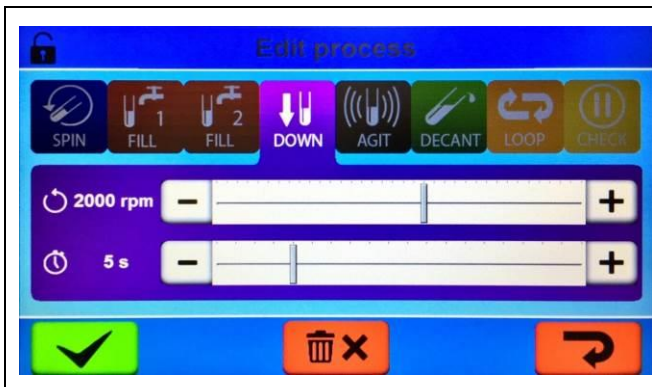 Edit process
SPIN
1
FILL
2
FILL
DOWN
AGIT
DECANT
LOOP
CHECK
2000 rpm
5 s